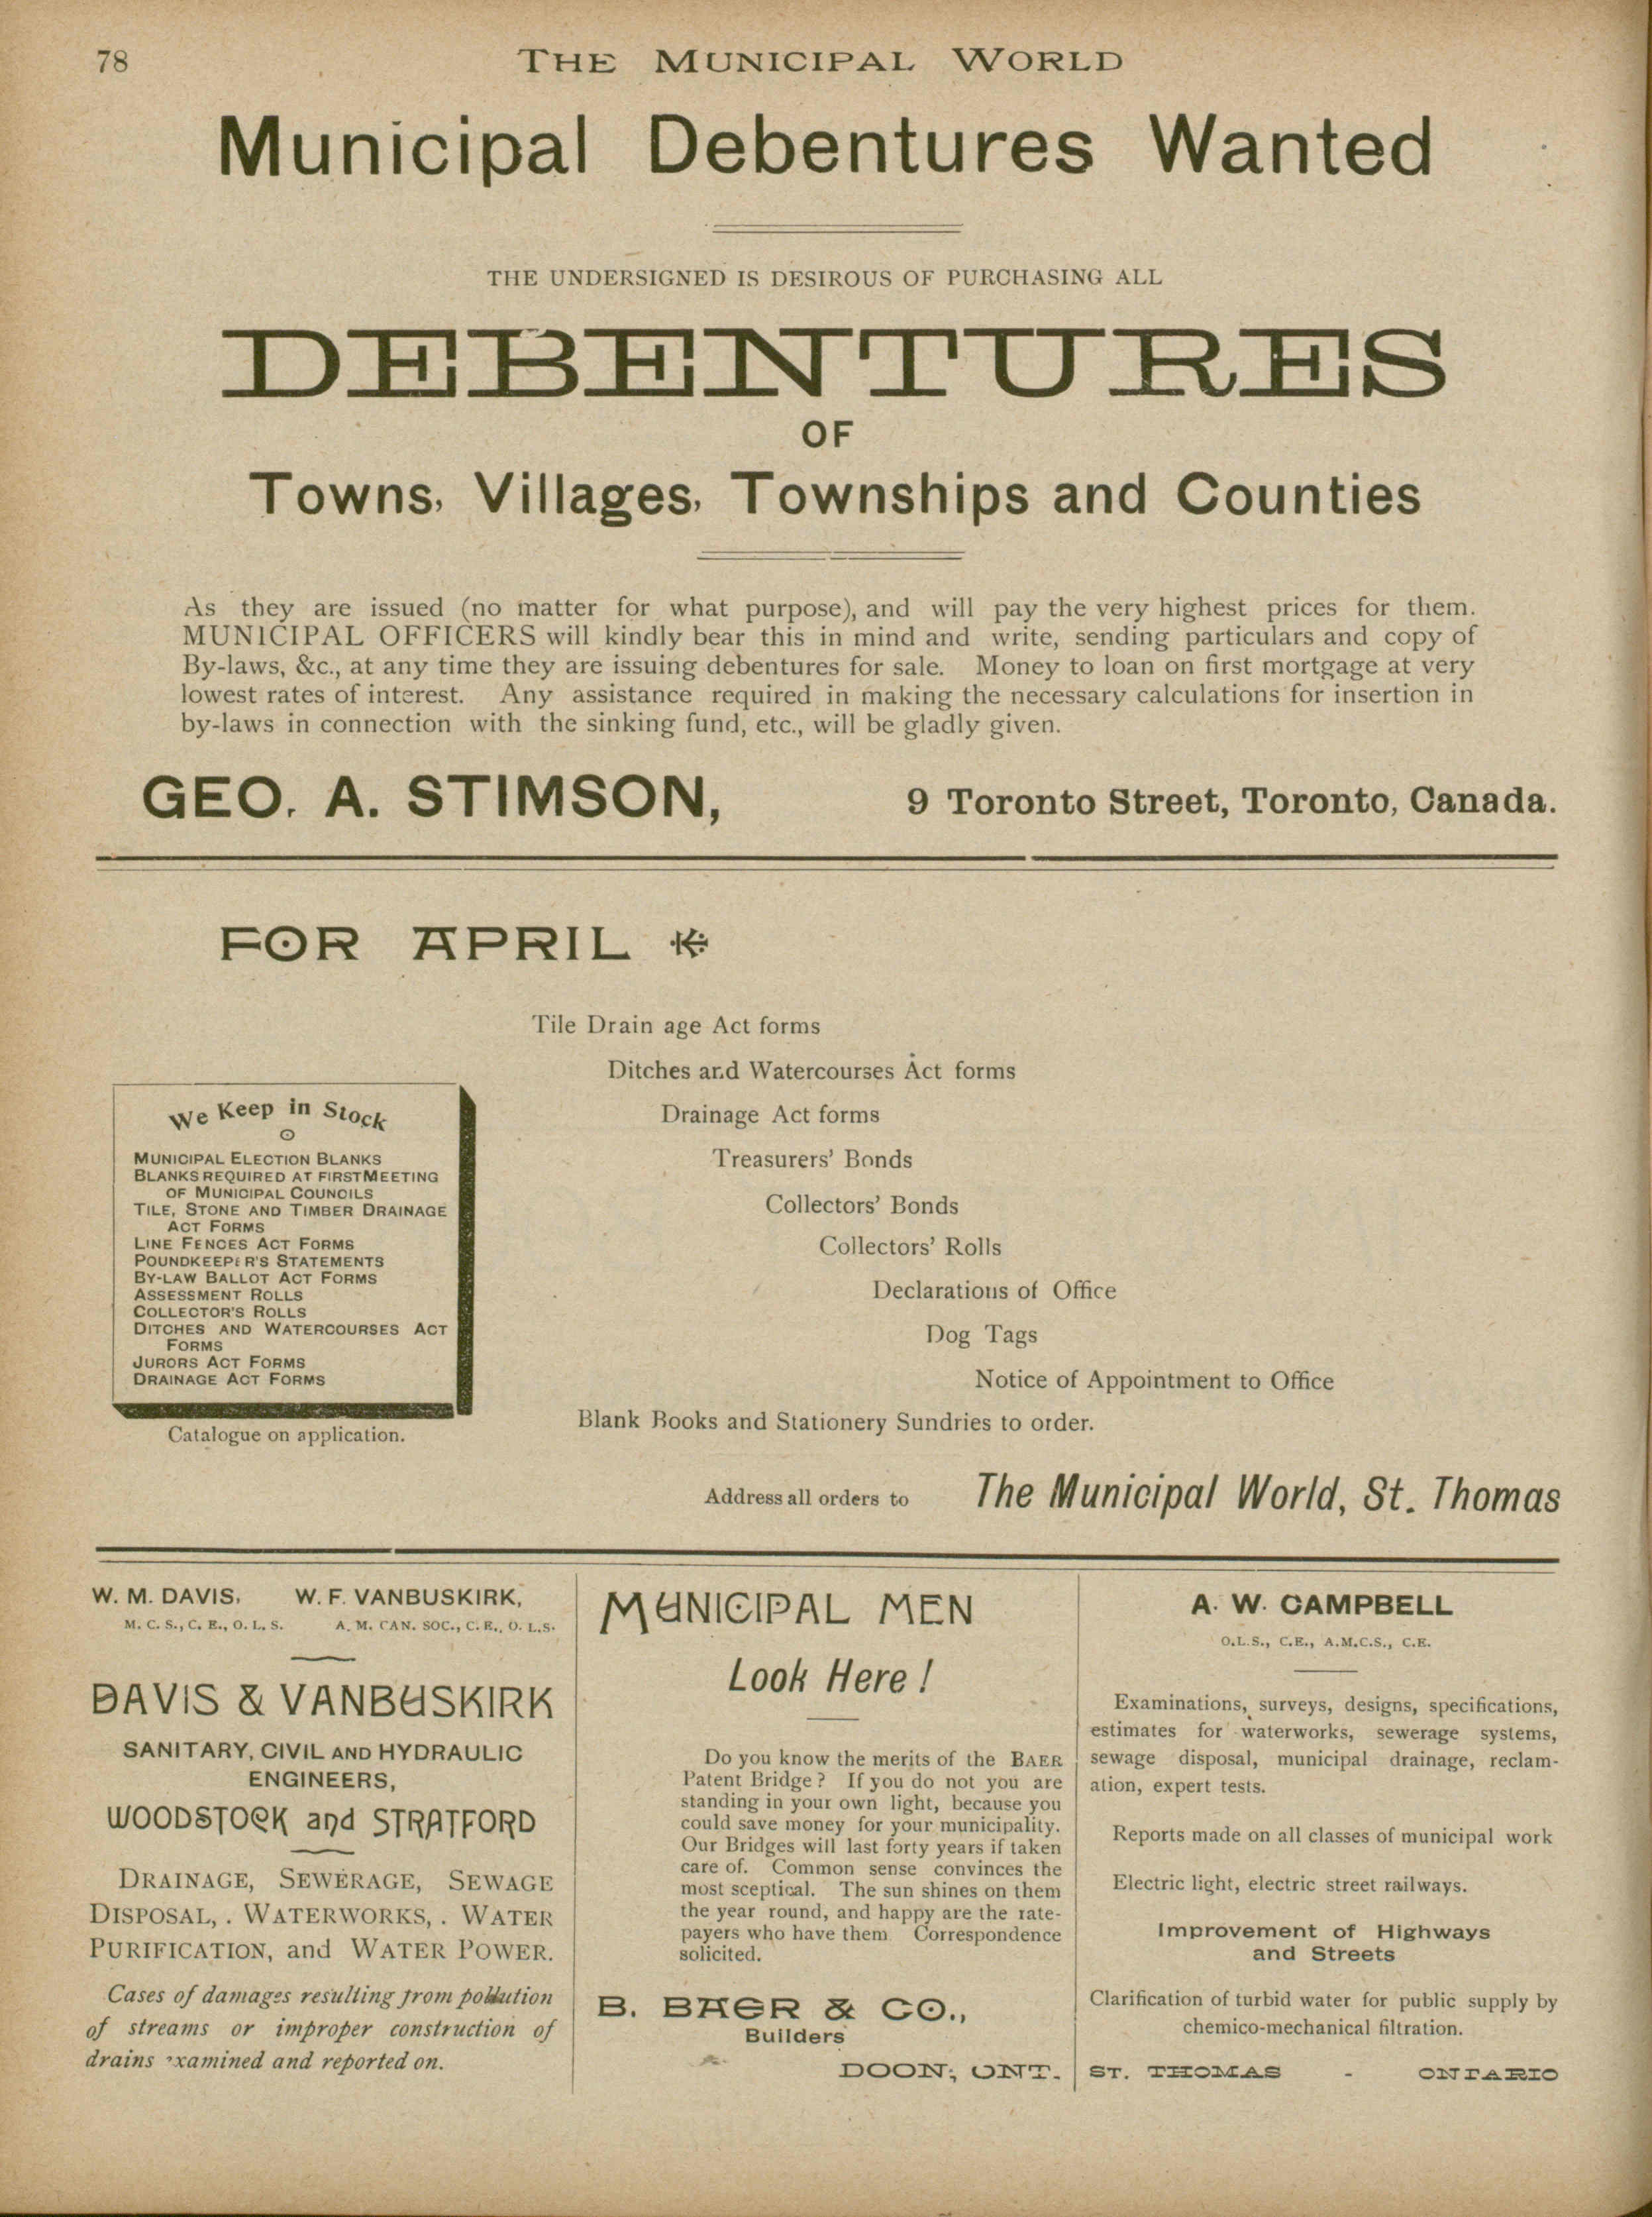 78
THE MUNICIPAL WORLD
Municipal Debentures Wanted
THE UNDERSIGNED IS DESIROUS OF PURCHASING ALL
DEBENTURES
OF
Towns, Villages, Townships and Counties
As they are issued (no matter for what purpose), and will pay the very highest prices for them.
MUNICIPAL OFFICERS will kindly bear this in mind and write, sending particulars and copy of
By-laws, &c., at any time they are issuing debentures for sale. Money to loan on first mortgage at very
lowest rates of interest. Any assistance required in making the necessary calculations for insertion in
by-laws in connection with the sinking fund, etc., will be gladly given.
GEO. A. STIMSON,
9 Toronto Street, Toronto, Canada.
FOR APRIL
Tile Drain age Act forms
Ditches and Watercourses Act forms
Drainage Act forms
Treasurers' Bonds
Collectors' Bonds
Collectors' Rolls
Declarations of Office
Dog Tags
Notice of Appointment to Office
Blank Books and Stationery Sundries to order.
We Keep in Stock
MUNICIPAL ELECTION BLANKS
BLANKS REQUIRED AT FIRST MEETING
OF MUNICIPAL COUNCILS
TILE, STONE AND TIMBER DRAINAGE
ACT FORMS
LINE FENCES ACT FORMS
POUNDKEEPER'S STATEMENTS
BY-LAW BALLOT ACT FORMS
ASSESSMENT ROLLS
COLLECTOR'S ROLLS
DITCHES AND WATERCOURSES ACT
FORMS
JURORS ACT FORMS
DRAINAGE ACT FORMS
Catalogue on application.
Address all orders to
The Municipal World, St. Thomas
W. M. DAVIS, W. F. VANBUSKIRK,
M. C. S., C. E., O. L. S. A. M. CAN. SOC., C. E., O. L.S.
DAVIS & VANBUSKIRK
SANITARY, CIVIL AND HYDRAULIC
ENGINEERS,
WOODSTOCK and STRATFORD
DRAINAGE, SEWERAGE, SEWAGE
DISPOSAL, . WATERWORKS, . WATER
PURIFICATION, and WATER POWER.
Cases of damages resulting from pollution
of streams or improper construction of
drains examined and reported on.
MUNICIPAL MEN
Look Here !
Do you know the merits of the BAER
Patent Bridge ? If you do not you are
standing in your own light, because you
could save money for your municipality.
Our Bridges will last forty years if taken
care of. Common sense convinces the
most sceptical. The sun shines on them
the year round, and happy are the rate-
payers who have them Correspondence
solicited.
B. BAER & CO.,
Builders
DOON, ONT.
A. W. CAMPBELL
O.L.S., C.E., A.M.C.S., C.E.
Examinations, surveys, designs, specifications,
estimates for waterworks, sewerage systems,
sewage disposal, municipal drainage, reclam-
ation, expert tests.
Reports made on all classes of municipal work
Electric light, electric street railways.
Improvement of Highways
and Streets
Clarification of turbid water for public supply by
chemico-mechanical filtration.
ST. THOMAS - ONTARIO